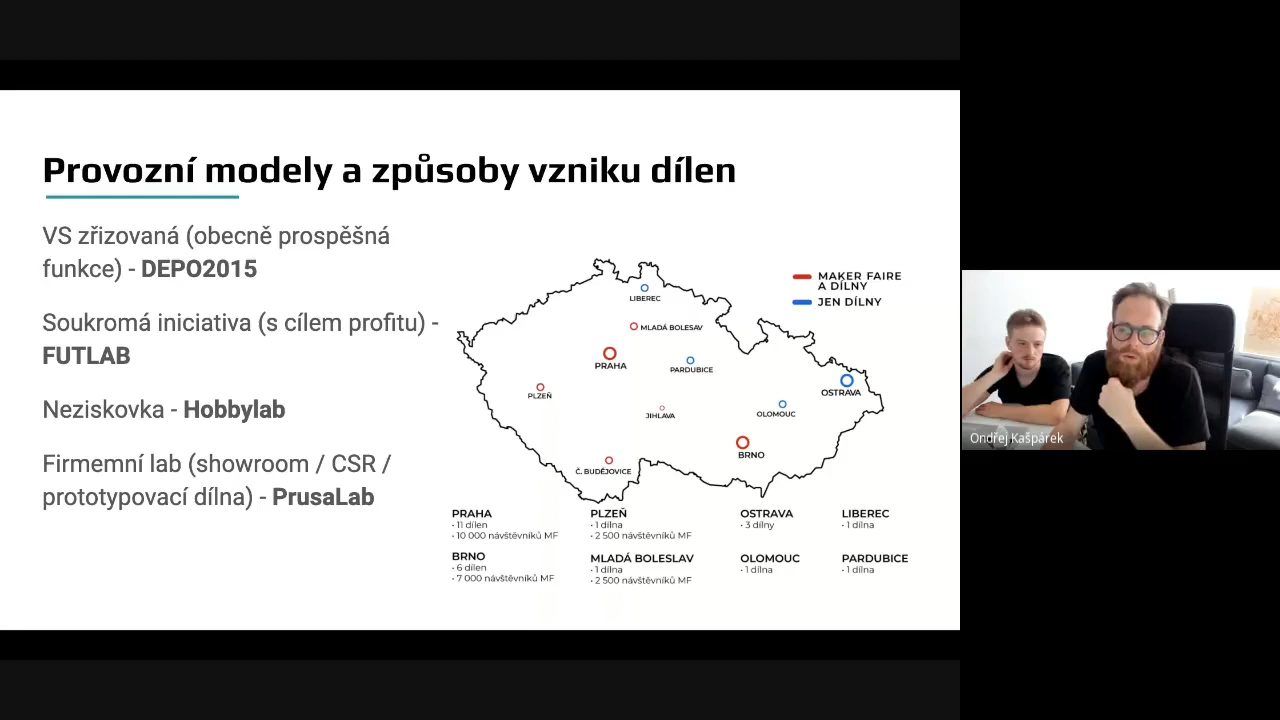 Provozní modely a způsoby vzniku dílen
VS zřizovaná (obecně prospěšná
funkce) - DEPO2015
Soukromá iniciativa (s cílem profitu) -
FUTLAB
Neziskovka - Hobbylab
Firmemní lab (showroom / CSR /
prototypovací dílna) - PrusaLab
MAKER FAIRE
A DÍLNY
JEN DÍLNY
LIBEREC
MLADÁ BOLESAV
PRAHA
PARDUBICE
PLZEŇ
OSTRAVA
JIHLAVA
OLOMOUC
BRNO
Č. BUDĚJOVICE
PRAHA
• 11 dílen
• 10 000 návštěvníků MF
BRNO
• 6 dílen
• 7 000 návštěvníků MF
PLZEŇ
• 1 dílna
• 2 500 návštěvníků MF
MLADÁ BOLESLAV
• 1 dílna
• 2 500 návštěvníků MF
OSTRAVA
• 3 dílny
OLOMOUC
• 1 dílna
LIBEREC
• 1 dílna
PARDUBICE
• 1 dílna
Ondřej Kašpárek